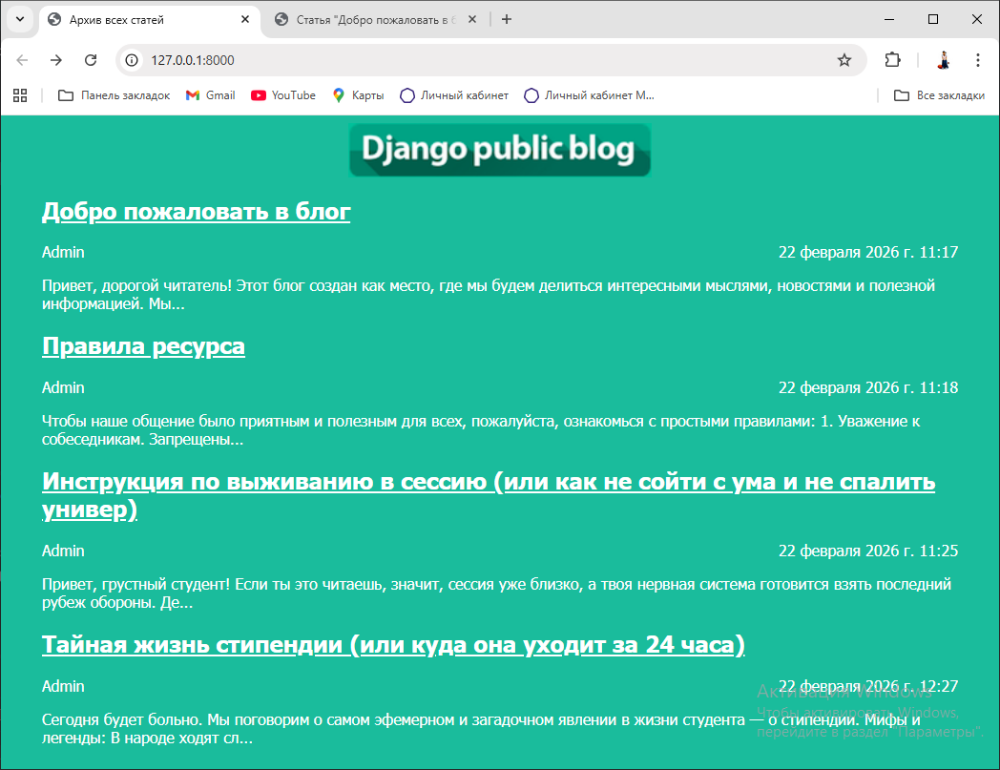 Архив всех статей
Статья "Добро пожаловать в б
127.0.0.1:8000
Панель закладок
Gmail
YouTube
Карты
Личный кабинет
Личный кабинет М...
Все закладки
Django public blog
Добро пожаловать в блог
Admin 22 февраля 2026 г. 11:17
Привет, дорогой читатель! Этот блог создан как место, где мы будем делиться интересными мыслями, новостями и полезной
информацией. Мы...
Правила ресурса
Admin 22 февраля 2026 г. 11:18
Чтобы наше общение было приятным и полезным для всех, пожалуйста, ознакомься с простыми правилами: 1. Уважение к
собеседникам. Запрещены...
Инструкция по выживанию в сессию (или как не сойти с ума и не спалить
универ)
Admin 22 февраля 2026 г. 11:25
Привет, грустный студент! Если ты это читаешь, значит, сессия уже близко, а твоя нервная система готовится взять последний
рубеж обороны. Де...
Тайная жизнь стипендии (или куда она уходит за 24 часа)
Admin 22 февраля 2026 г. 12:27
Сегодня будет больно. Мы поговорим о самом эфемерном и загадочном явлении в жизни студента — о стипендии. Мифы и
легенды: В народе ходят сл...
Активация Windows
Чтобы активировать Windows,
перейдите в раздел "Параметры".